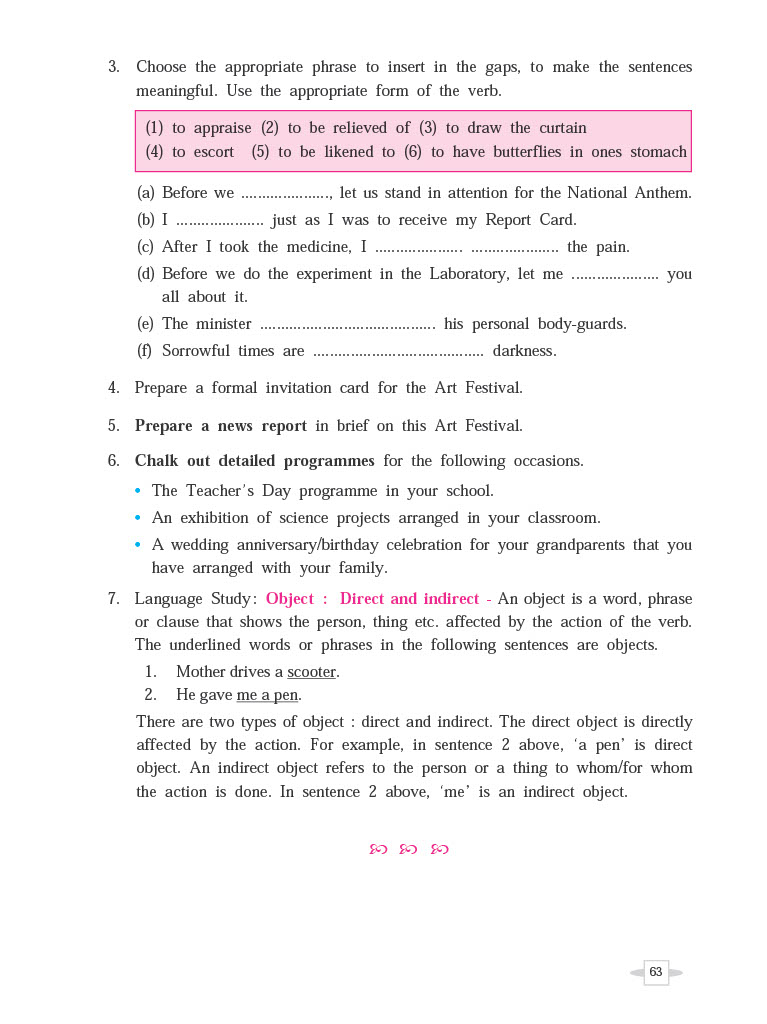 3. Choose the appropriate phrase to insert in the gaps, to make the sentences
meaningful. Use the appropriate form of the verb.
(1) to appraise (2) to be relieved of (3) to draw the curtain
(4) to escort (5) to be likened to (6) to have butterflies in ones stomach
(a) Before we ....................., let us stand in attention for the National Anthem.
(b) I ..................... just as I was to receive my Report Card.
(c) After I took the medicine, I ..................... ..................... the pain.
(d) Before we do the experiment in the Laboratory, let me ..................... you
all about it.
(e) The minister .......................................... his personal body-guards.
(f) Sorrowful times are ......................................... darkness.
4. Prepare a formal invitation card for the Art Festival.
5. Prepare a news report in brief on this Art Festival.
6. Chalk out detailed programmes for the following occasions.
• The Teacher's Day programme in your school.
• An exhibition of science projects arranged in your classroom.
• A wedding anniversary/birthday celebration for your grandparents that you
have arranged with your family.
7. Language Study: Object : Direct and indirect - An object is a word, phrase
or clause that shows the person, thing etc. affected by the action of the verb.
The underlined words or phrases in the following sentences are objects.
1. Mother drives a scooter.
2. He gave me a pen.
There are two types of object : direct and indirect. The direct object is directly
affected by the action. For example, in sentence 2 above, 'a pen' is direct
object. An indirect object refers to the person or a thing to whom/for whom
the action is done. In sentence 2 above, 'me' is an indirect object.
63